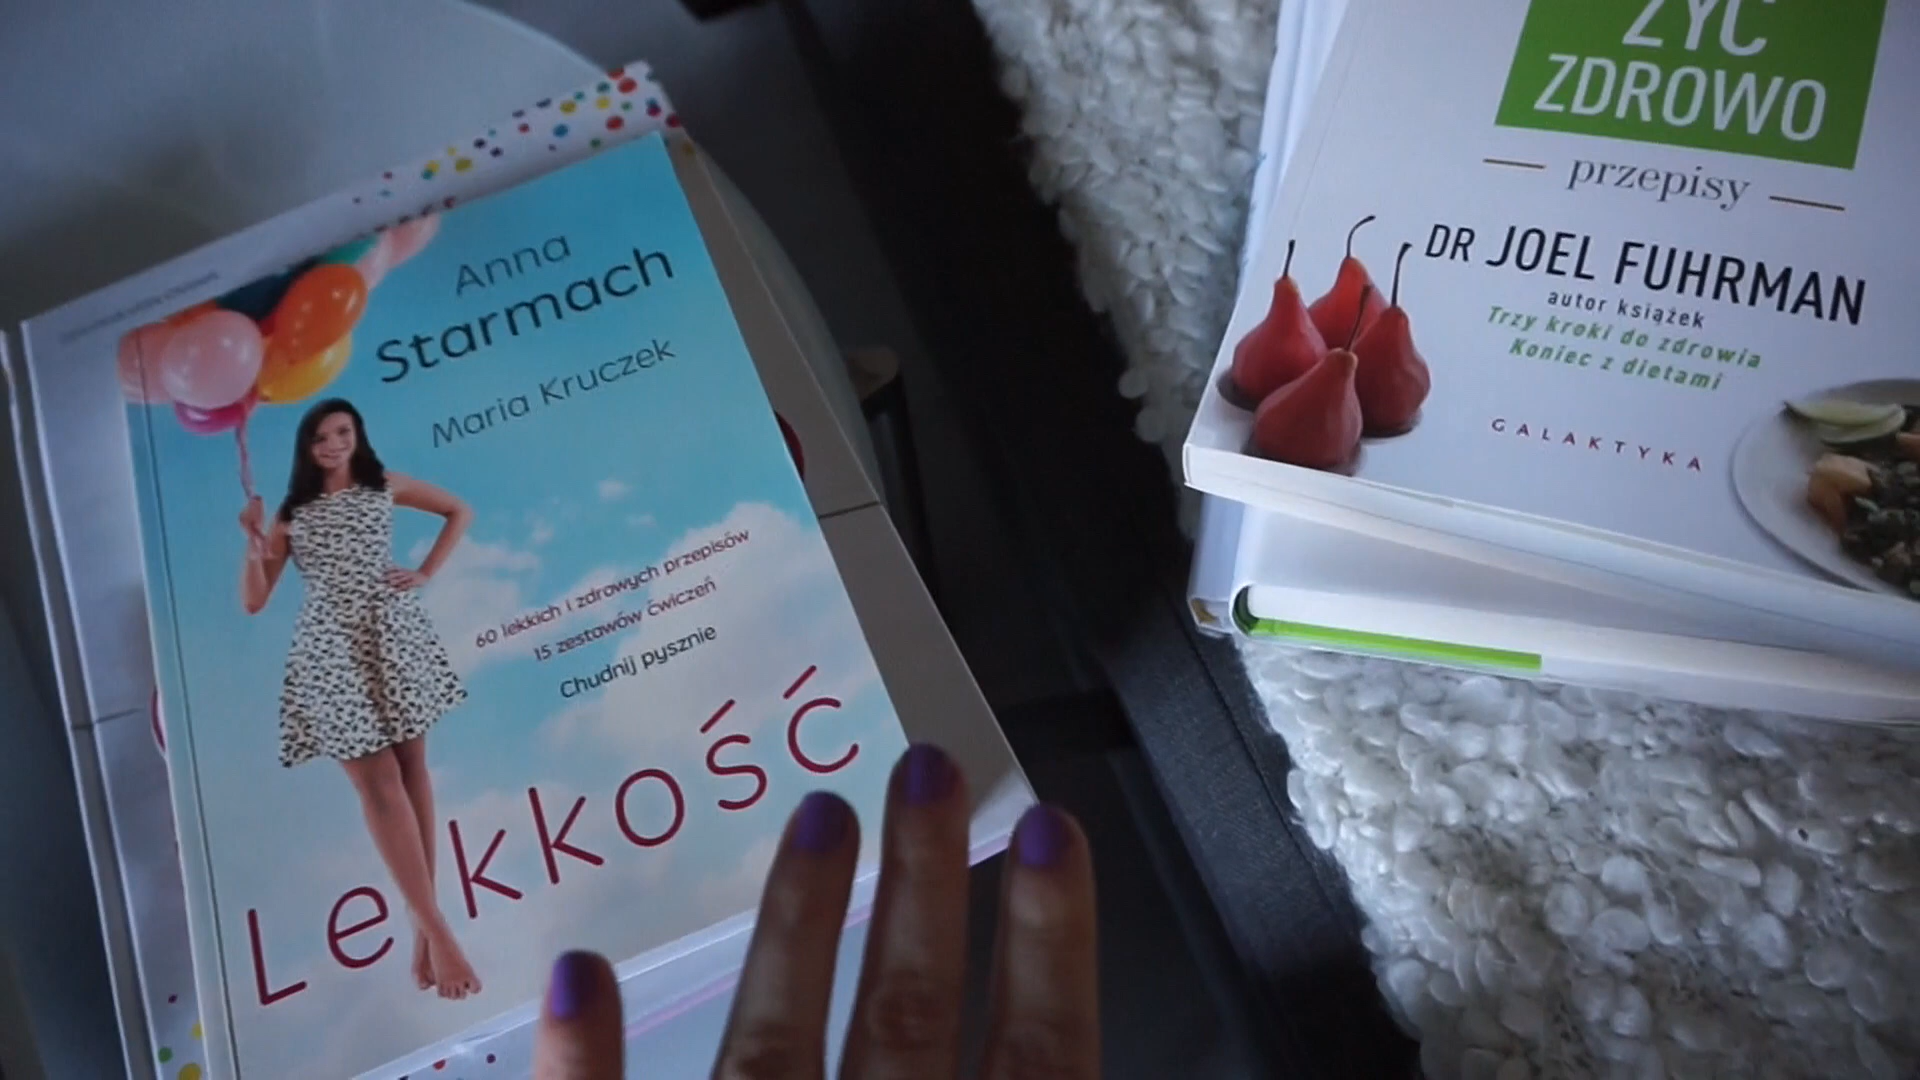 Anna
Starmach
Maria Kruczek
60 lekkich i zdrowych przepisów
15 zestawów ćwiczeń
Chudnij pysznie
Lekkość
ŻYĆ
ZDROWO
przepisy
DR JOEL FUHRMAN
autor książek
Trzy kroki do zdrowia
Koniec z dietami
GALAKTYKA